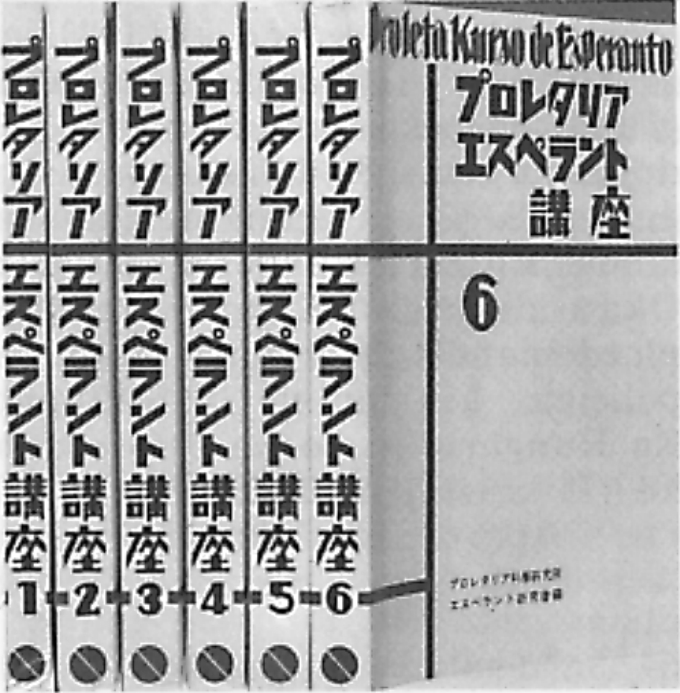 プロレタリア エスペラント講座 1
プロレタリア エスペラント講座 2
プロレタリア エスペラント講座 3
プロレタリア エスペラント講座 4
プロレタリア エスペラント講座 5
プロレタリア エスペラント講座 6
Proleta Kurso de Esperanto
プロレタリア
エスペラント
講座
6
プロレタリア科学研究所
エスペラント研究会編